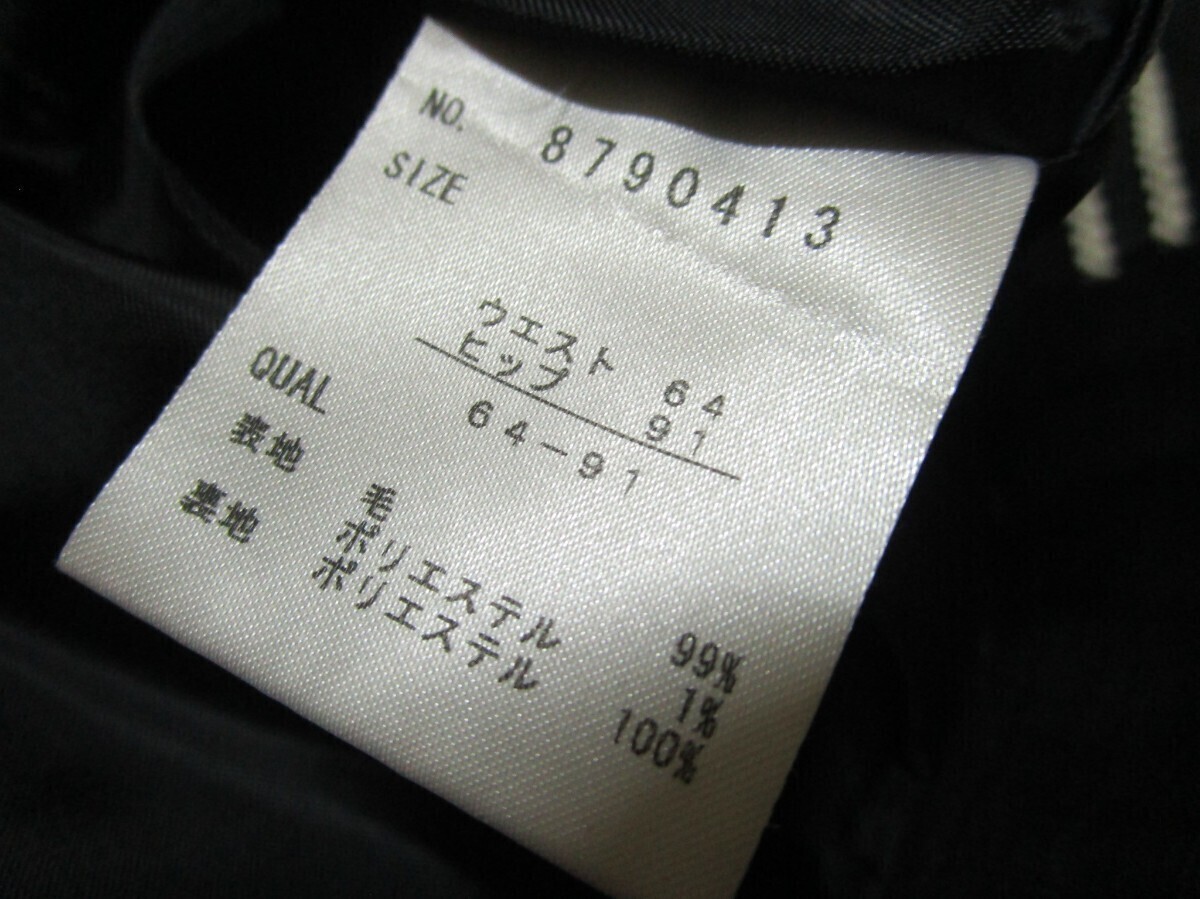 NO. 8790413
SIZE
ウエスト 64
ヒップ 91
64-91
QUAL
表地 毛 99%
ポリエステル 1%
裏地 ポリエステル 100%